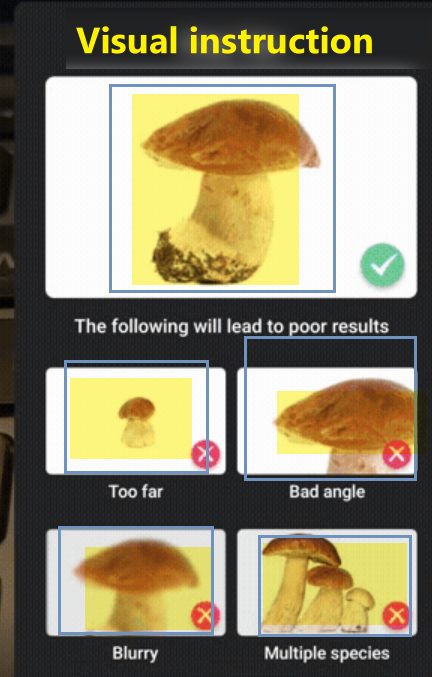 Visual instruction
The following will lead to poor results
Too far
Bad angle
Blurry
Multiple species